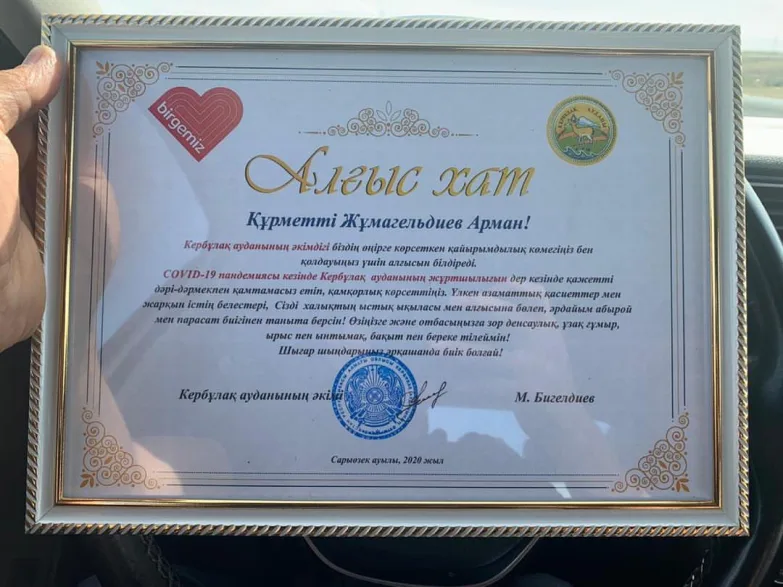 birgemiz
Алғыс хат
Құрметті Жұмагельдиев Арман!
Кербұлақ ауданының әкімдігі біздің өңірге көрсеткен қайырымдылық көмегіңіз бен
қолдауыңыз үшін алғысын білдіреді.
COVID-19 пандемиясы кезінде Кербұлақ ауданының жұртшылығын дер кезінде қажетті
дәрі-дәрмекпен қамтамасыз етіп, қамқорлық көрсеттіңіз. Үлкен азаматтық қасиеттер мен
жарқын істің белестері, Сізді халықтың ыстық ықыласы мен алғысына бөлеп, әрдайым абырой
мен парасат биігінен таныта берсін! Өзіңізге және отбасыңызға зор денсаулық, ұзақ ғұмыр,
ырыс пен ынтымақ, бақыт пен береке тілеймін!
Шығар шыңдарыңыз әрқашанда биік болғай!
Кербұлақ ауданының әкімі
М. Бигелдиев
Сарыөзек ауылы, 2020 жыл